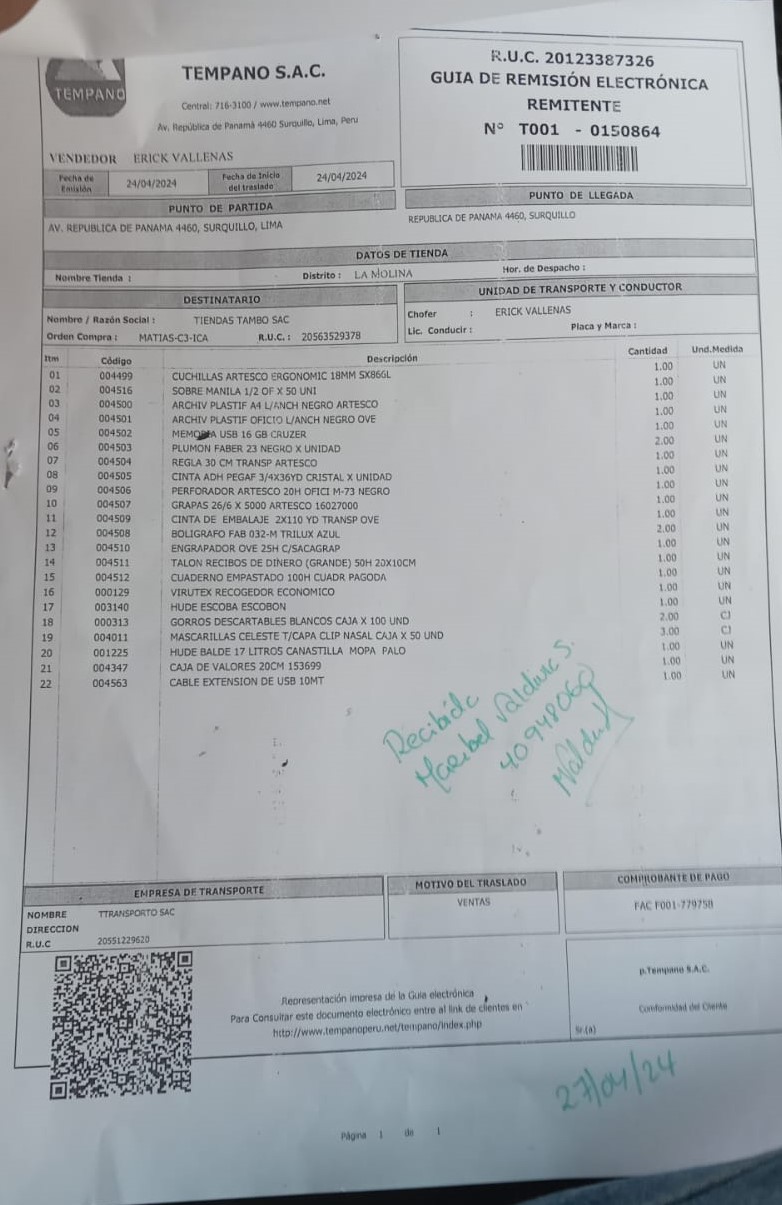 TEMPANO
TEMPANO S.A.C.
Central: 716-3100 / www.tempano.net
Av. República de Panamá 4460 Surquillo, Lima, Peru
R.U.C. 20123387326
GUIA DE REMISIÓN ELECTRÓNICA
REMITENTE
N° T001 - 0150864
VENDEDOR ERICK VALLENAS
Fecha de Emisión 24/04/2024 Fecha de Inicio del traslado 24/04/2024
PUNTO DE PARTIDA
AV. REPUBLICA DE PANAMA 4460, SURQUILLO, LIMA
PUNTO DE LLEGADA
REPUBLICA DE PANAMA 4460, SURQUILLO
DATOS DE TIENDA
Nombre Tienda : Distrito : LA MOLINA Hor. de Despacho :
DESTINATARIO
Nombre / Razón Social : TIENDAS TAMBO SAC
Orden Compra : MATIAS-C3-ICA R.U.C. : 20563529378
UNIDAD DE TRANSPORTE Y CONDUCTOR
Chofer : ERICK VALLENAS
Lic. Conducir : Placa y Marca :
Itm Código Descripción Cantidad Und.Medida
01 004499 CUCHILLAS ARTESCO ERGONOMIC 18MM SX866L 1.00 UN
02 004516 SOBRE MANILA 1/2 OF X 50 UNI 1.00 UN
03 004500 ARCHIV PLASTIF A4 L/ANCH NEGRO ARTESCO 1.00 UN
04 004501 ARCHIV PLASTIF OFICIO L/ANCH NEGRO OVE 1.00 UN
05 004502 MEMORIA USB 16 GB CRUZER 1.00 UN
06 004503 PLUMON FABER 23 NEGRO X UNIDAD 2.00 UN
07 004504 REGLA 30 CM TRANSP ARTESCO 1.00 UN
08 004505 CINTA ADH PEGAF 3/4X36YD CRISTAL X UNIDAD 1.00 UN
09 004506 PERFORADOR ARTESCO 20H OFICI M-73 NEGRO 1.00 UN
10 004507 GRAPAS 26/6 X 5000 ARTESCO 16027000 1.00 UN
11 004509 CINTA DE EMBALAJE 2X110 YD TRANSP OVE 1.00 UN
12 004508 BOLIGRAFO FAB 032-M TRILUX AZUL 2.00 UN
13 004510 ENGRAPADOR OVE 25H C/SACAGRAP 1.00 UN
14 004511 TALON RECIBOS DE DINERO (GRANDE) 50H 20X10CM 1.00 UN
15 004512 CUADERNO EMPASTADO 100H CUADR PAGODA 1.00 UN
16 000129 VIRUTEX RECOGEDOR ECONOMICO 1.00 UN
17 003140 HUDE ESCOBA ESCOBON 1.00 UN
18 000313 GORROS DESCARTABLES BLANCOS CAJA X 100 UND 2.00 CJ
19 004011 MASCARILLAS CELESTE T/CAPA CLIP NASAL CAJA X 50 UND 3.00 CJ
20 001225 HUDE BALDE 17 LITROS CANASTILLA MOPA PALO 1.00 UN
21 004347 CAJA DE VALORES 20CM 153699 1.00 UN
22 004563 CABLE EXTENSION DE USB 10MT 1.00 UN
Recibido
Maribel Valdivia S.
EMPRESA DE TRANSPORTE
NOMBRE TTRANSPORTO SAC
DIRECCION
R.U.C 20551229620
MOTIVO DEL TRASLADO
VENTAS
COMPROBANTE DE PAGO
FAC F001-779758
Representación impresa de la Guia electrónica
Para Consultar este documento electrónico entre al link de clientes en
http://www.tempanoperu.net/tempano/index.php
p.Tempano S.A.C.
Conformidad del Cliente
Sr.(a)
27/04/24
Página 1 de 1